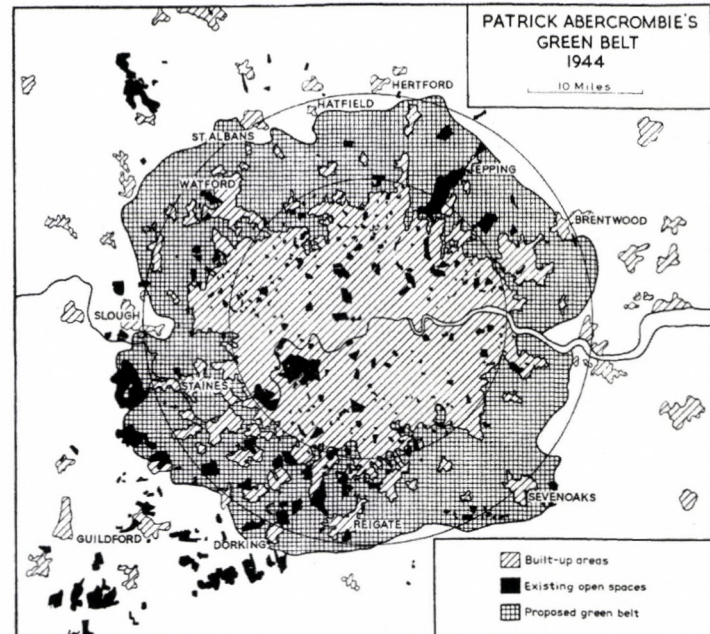 PATRICK ABERCROMBIE'S
GREEN BELT
1944
10 Miles
HERTFORD
HATFIELD
ST. ALBANS
EPPING
WATFORD
BRENTWOOD
SLOUGH
STAINES
SEVENOAKS
REIGATE
GUILDFORD
DORKING
Built-up areas
Existing open spaces
Proposed green belt